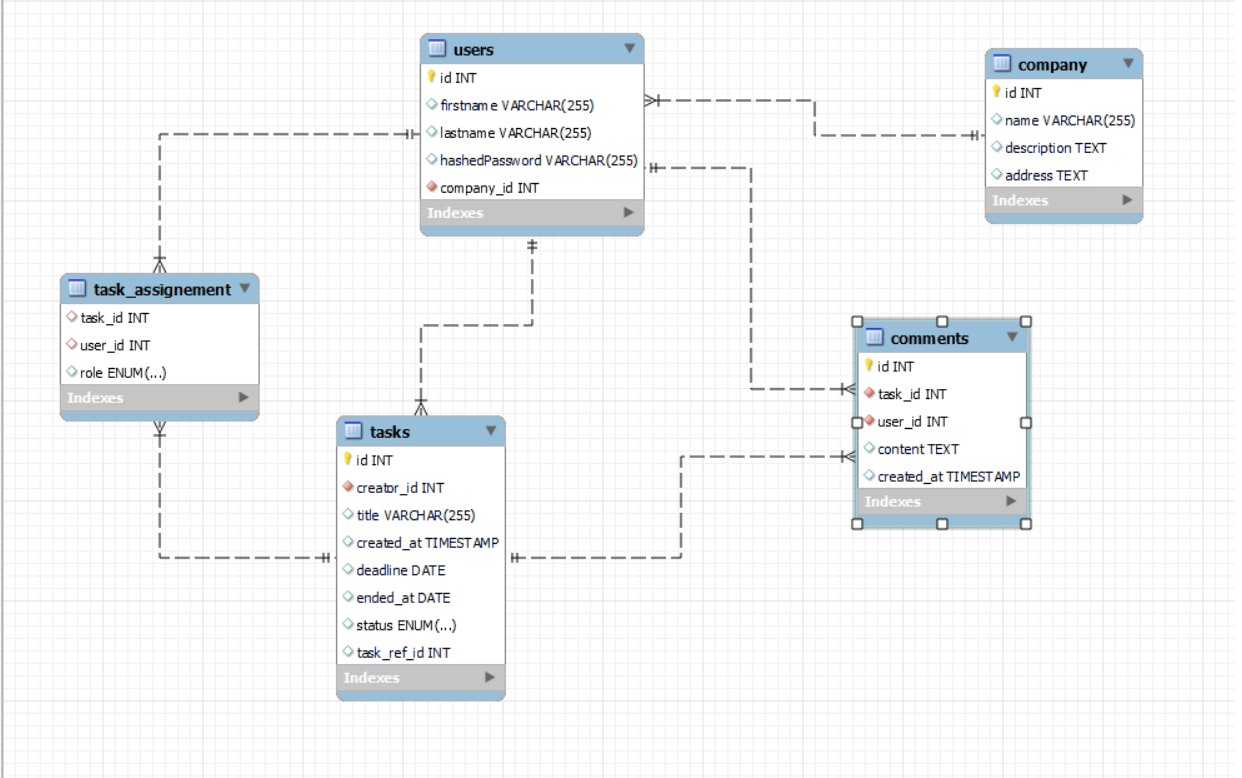 users
id INT
firstname VARCHAR(255)
lastname VARCHAR(255)
hashedPassword VARCHAR(255)
company_id INT
Indexes
company
id INT
name VARCHAR(255)
description TEXT
address TEXT
Indexes
task_assignement
task_id INT
user_id INT
role ENUM(...)
Indexes
comments
id INT
task_id INT
user_id INT
content TEXT
created_at TIMESTAMP
Indexes
tasks
id INT
creator_id INT
title VARCHAR(255)
created_at TIMESTAMP
deadline DATE
ended_at DATE
status ENUM(...)
task_ref_id INT
Indexes